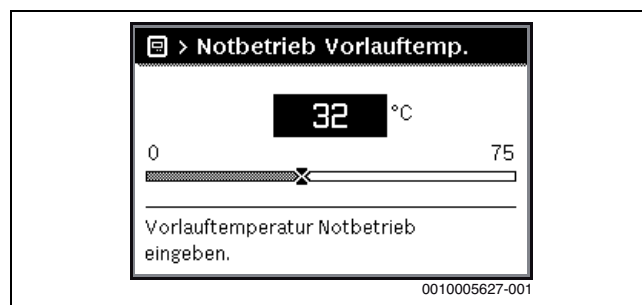 > Notbetrieb Vorlauftemp.
32 °C
0 75
Vorlauftemperatur Notbetrieb
eingeben.
0010005627-001